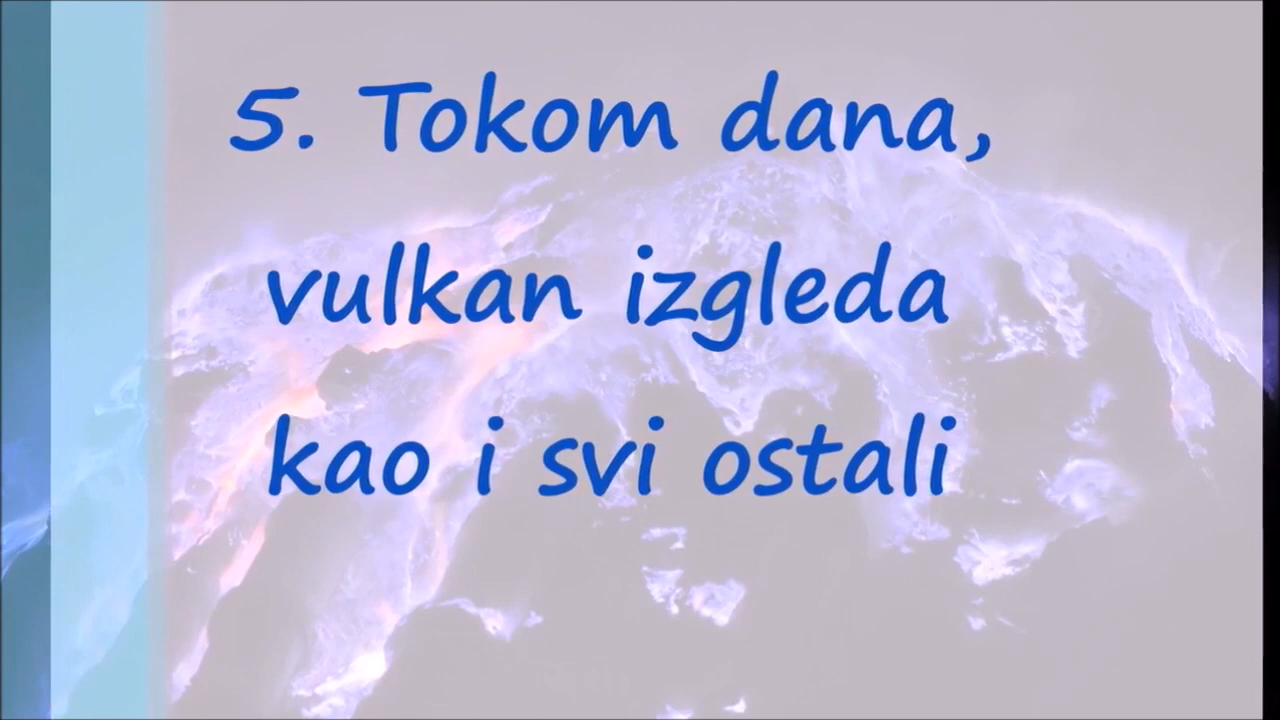 5. Tokom dana,
vulkan izgleda
kao i svi ostali